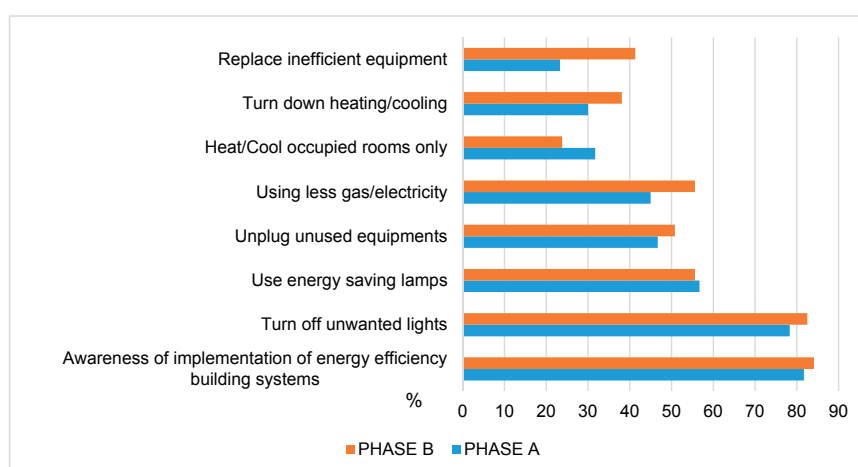 Replace inefficient equipment
Turn down heating/cooling
Heat/Cool occupied rooms only
Using less gas/electricity
Unplug unused equipments
Use energy saving lamps
Turn off unwanted lights
Awareness of implementation of energy efficiency
building systems
%
0 10 20 30 40 50 60 70 80 90
PHASE B PHASE A